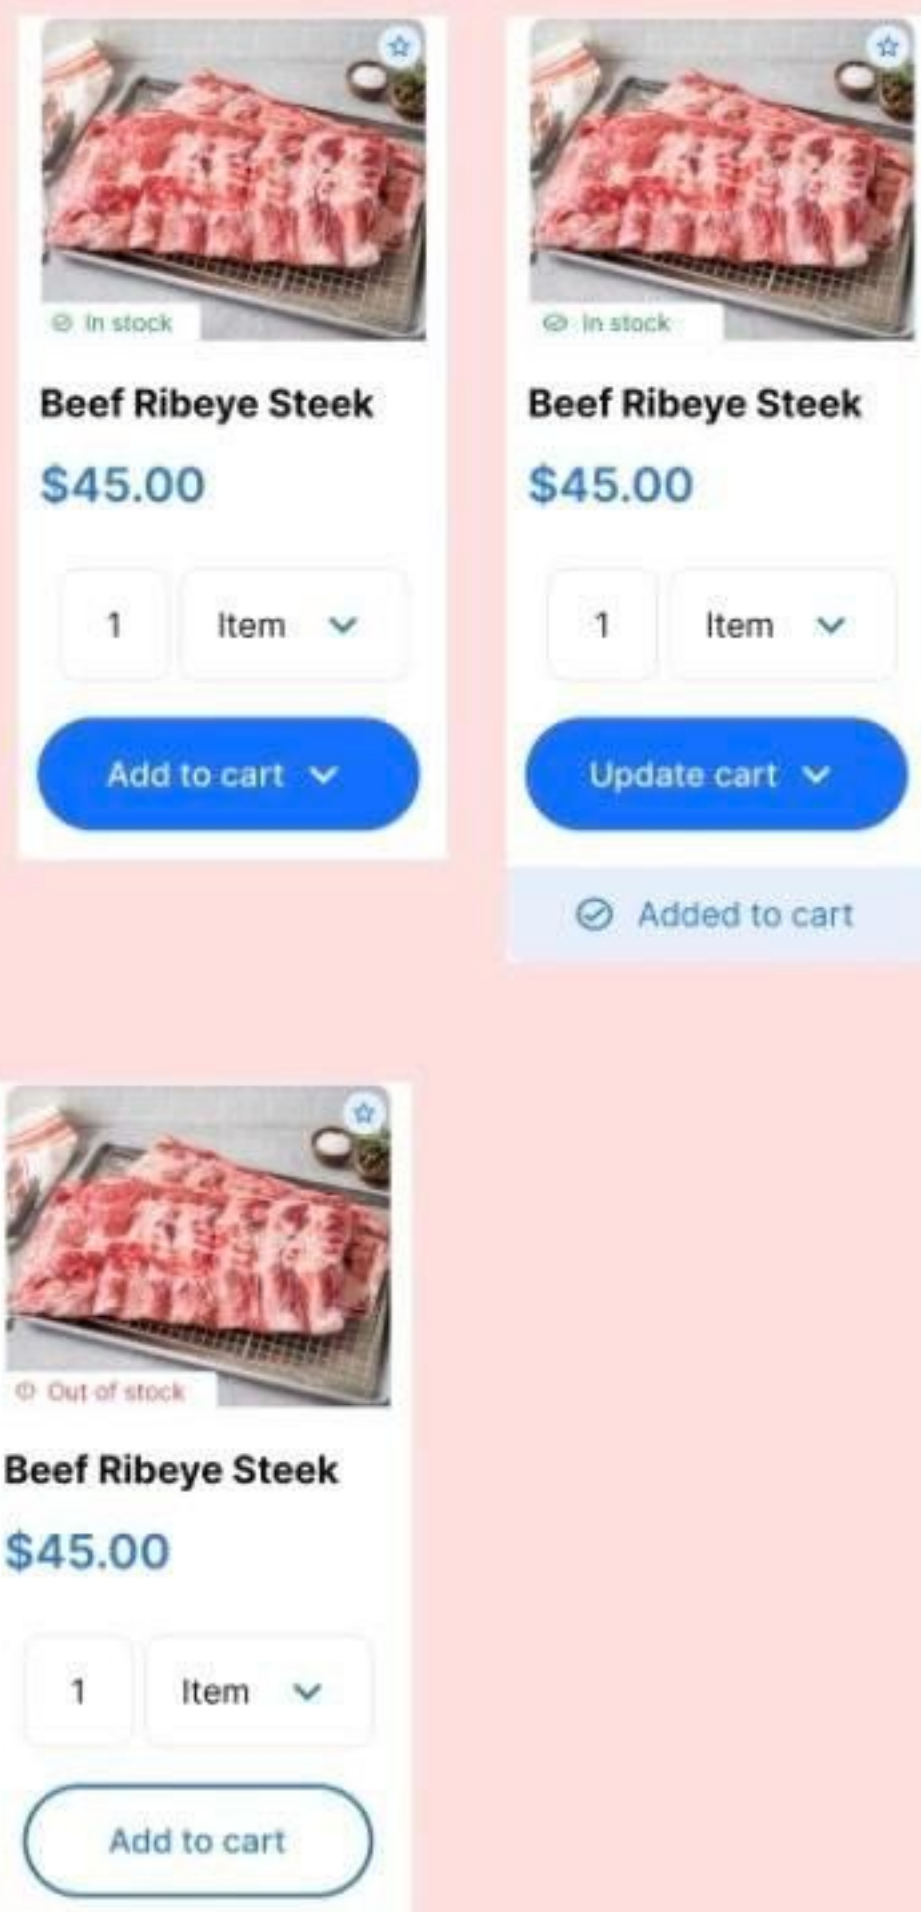 In stock
Beef Ribeye Steek
$45.00
1 Item
Add to cart
In stock
Beef Ribeye Steek
$45.00
1 Item
Update cart
Added to cart
Out of stock
Beef Ribeye Steek
$45.00
1 Item
Add to cart